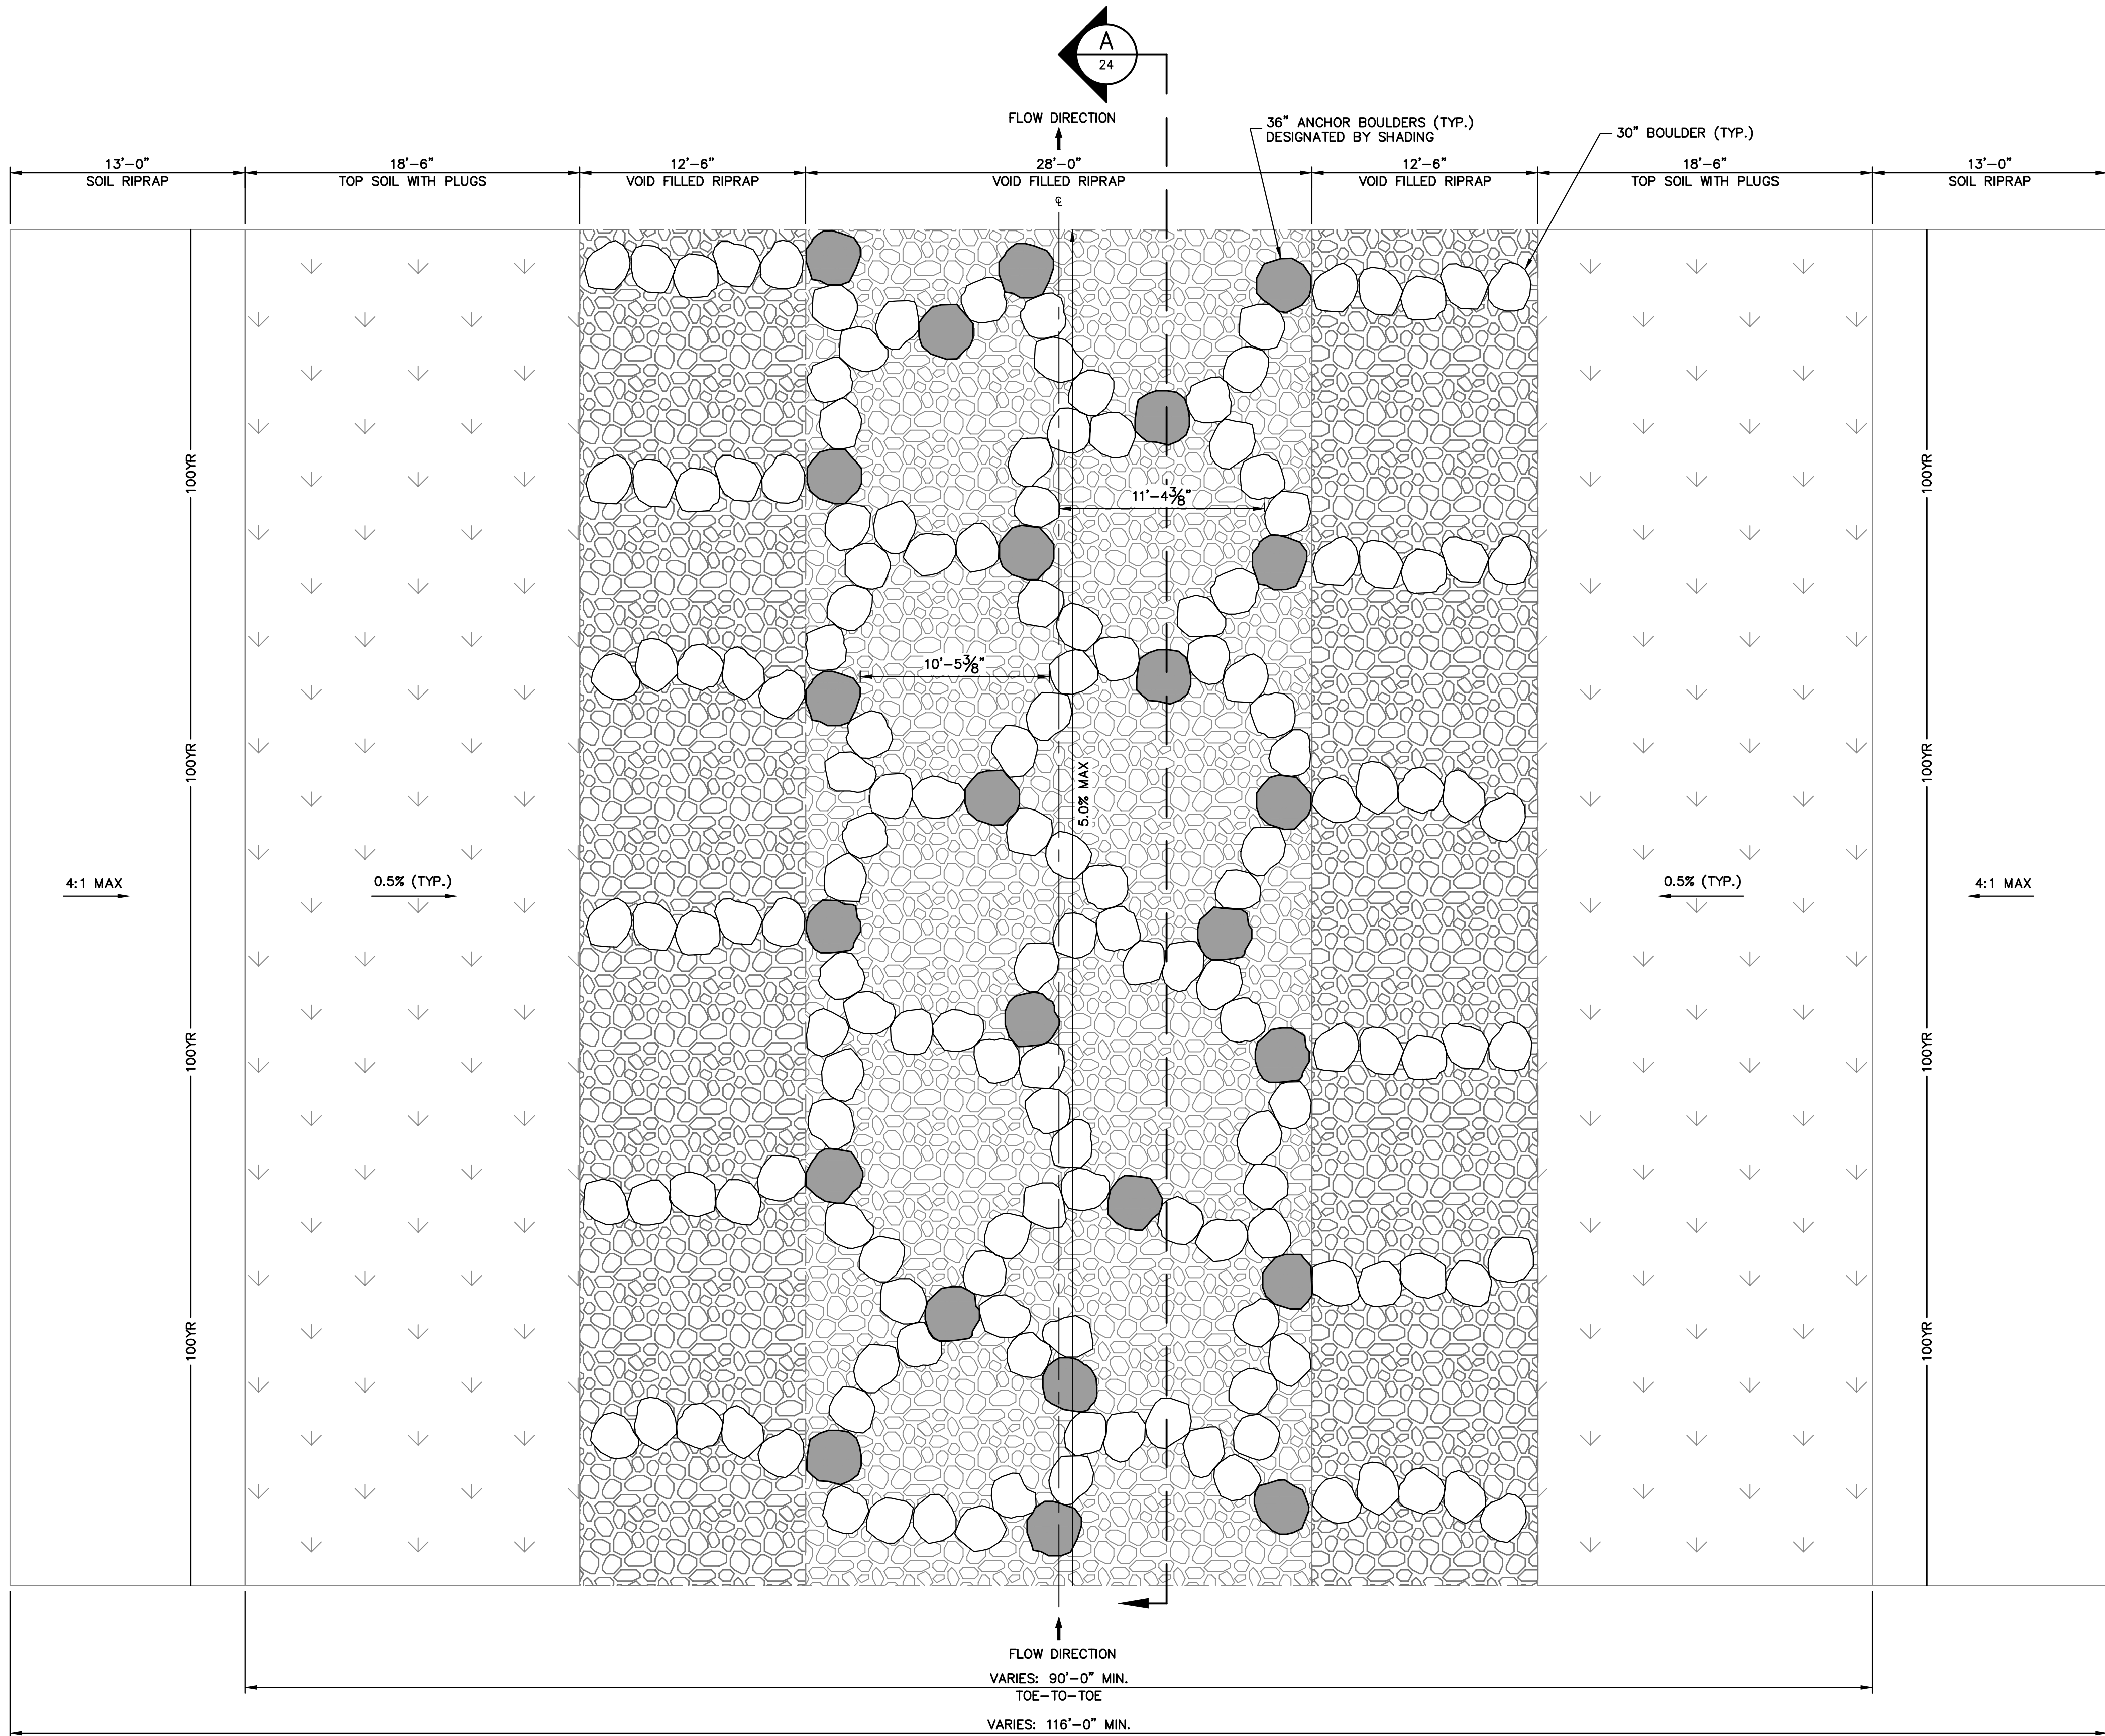 A
24
FLOW DIRECTION
36" ANCHOR BOULDERS (TYP.)
DESIGNATED BY SHADING
30" BOULDER (TYP.)
13'-0"
SOIL RIPRAP
18'-6"
TOP SOIL WITH PLUGS
12'-6"
VOID FILLED RIPRAP
28'-0"
VOID FILLED RIPRAP
12'-6"
VOID FILLED RIPRAP
18'-6"
TOP SOIL WITH PLUGS
13'-0"
SOIL RIPRAP
℄
100YR
100YR
11'-4⅜"
10'-5⅜"
100YR
5.0% MAX
100YR
4:1 MAX
0.5% (TYP.)
0.5% (TYP.)
4:1 MAX
100YR
100YR
100YR
100YR
FLOW DIRECTION
VARIES: 90'-0" MIN.
TOE-TO-TOE
VARIES: 116'-0" MIN.